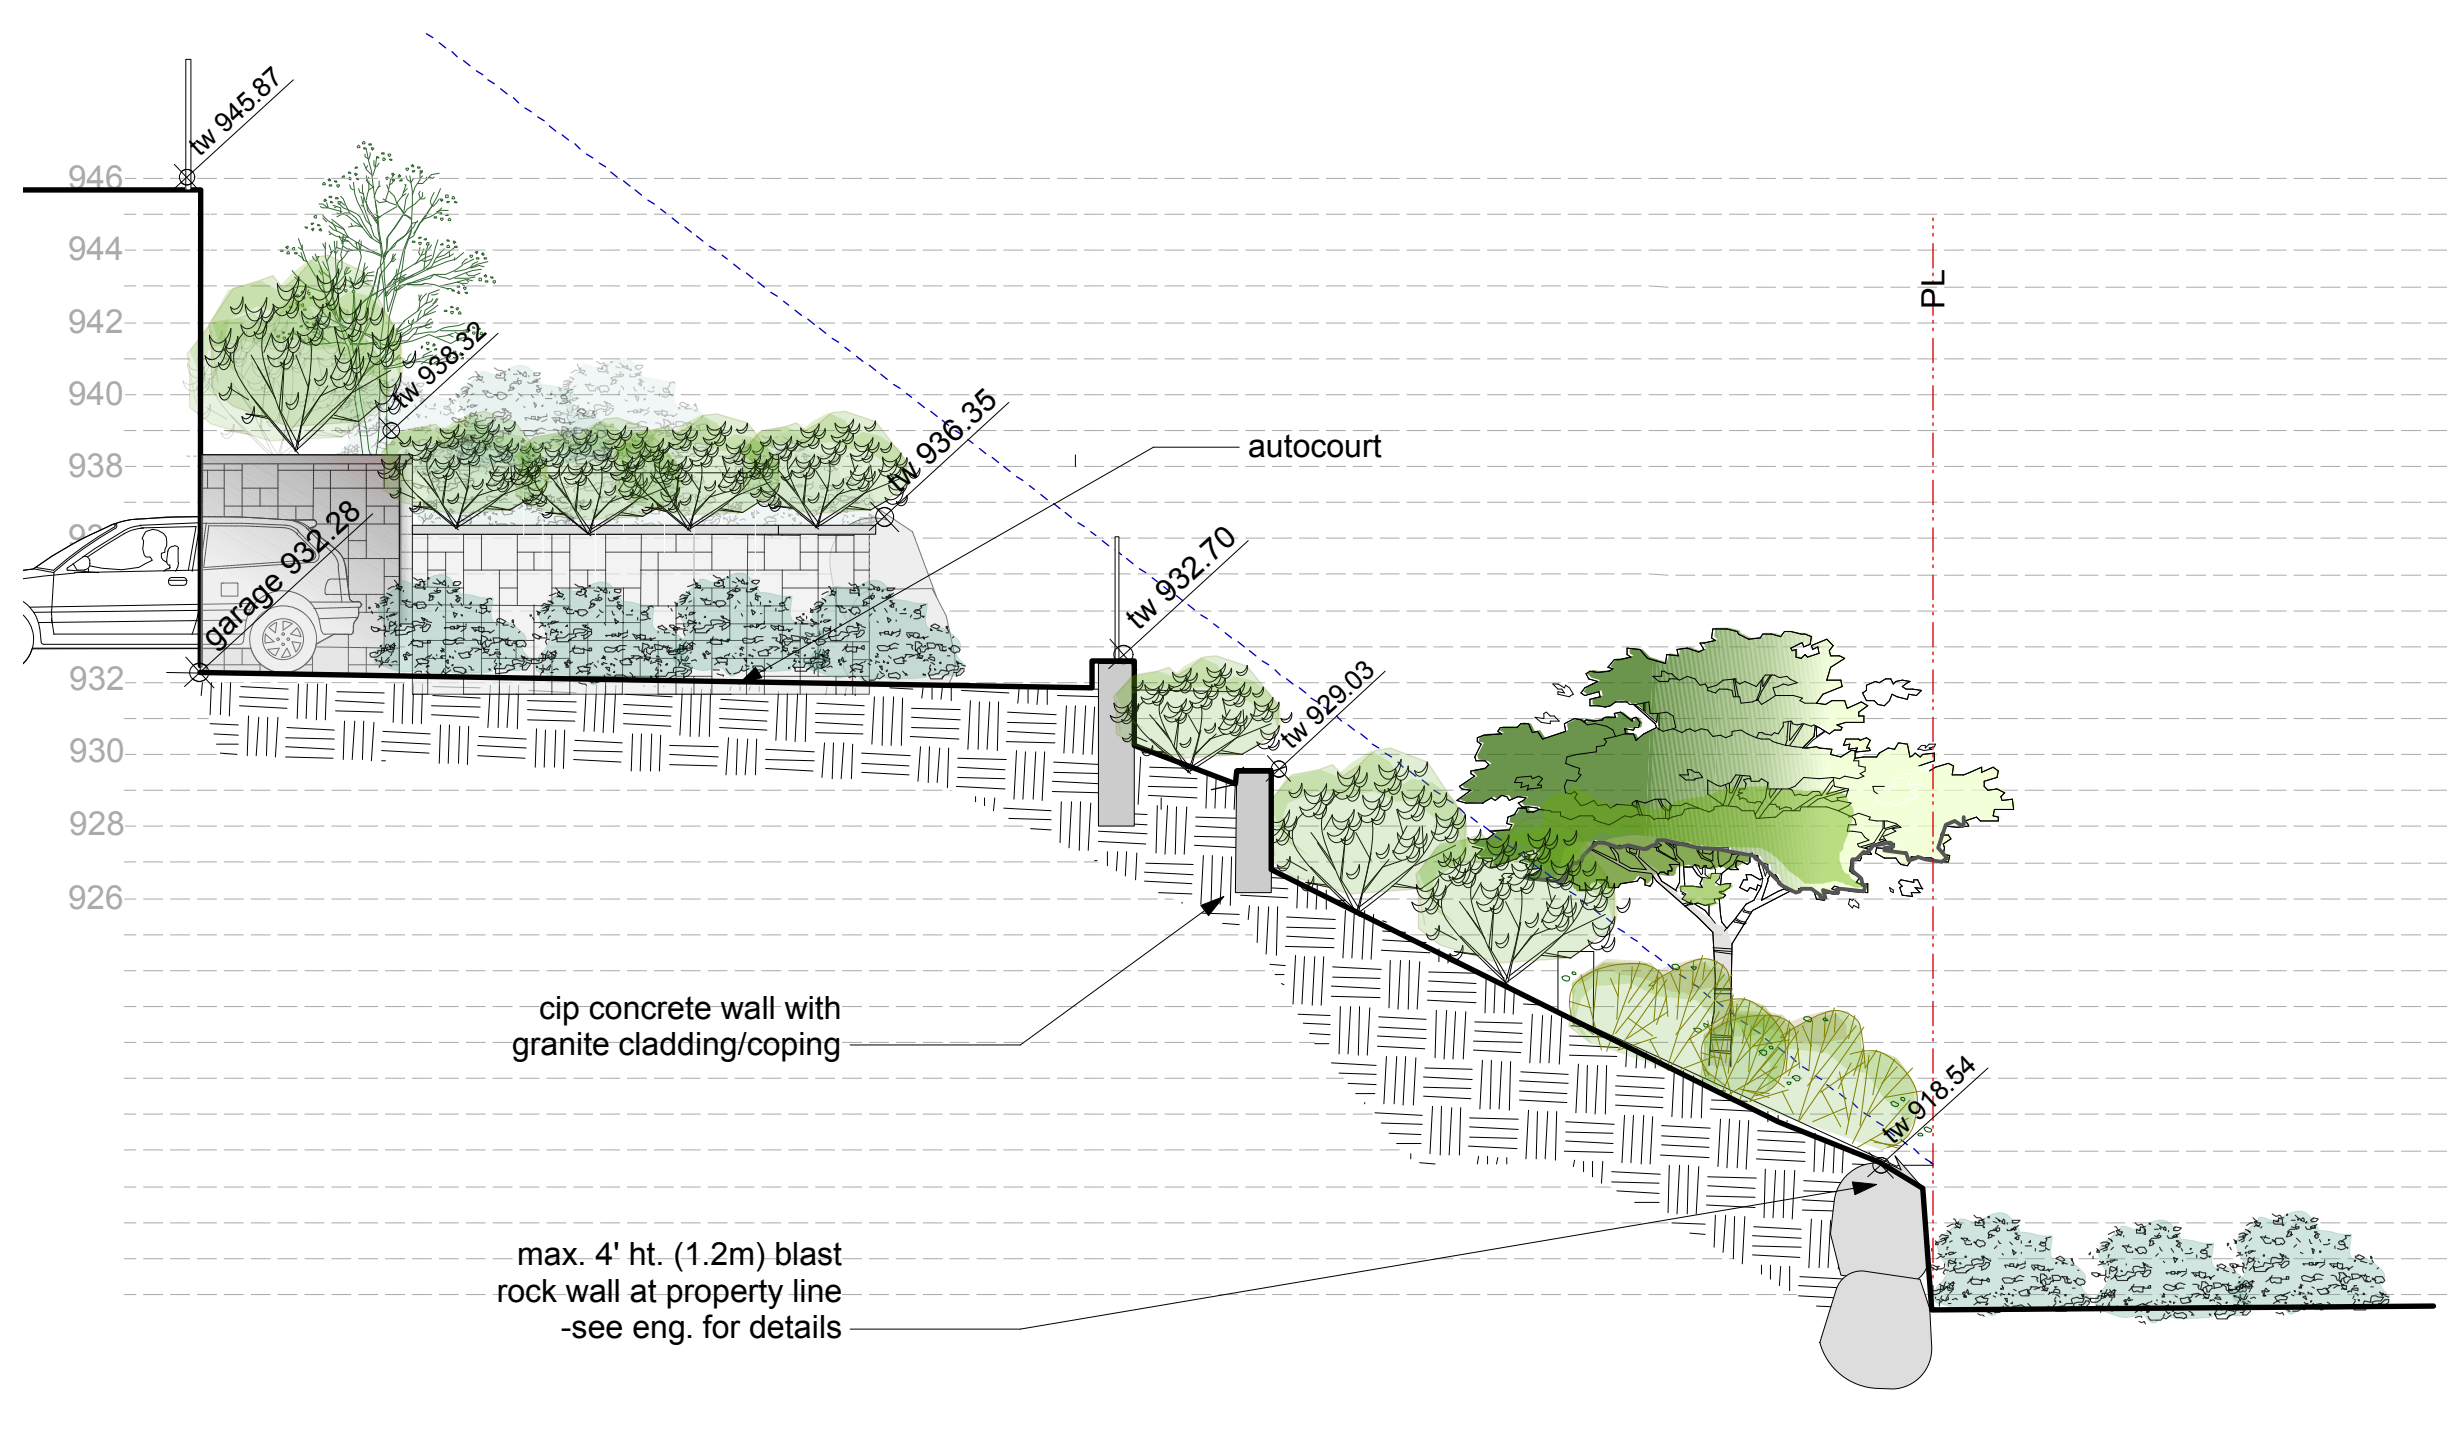 tw 945.87
946
944
942
tw 938.32
940
tw 936.35
autocourt
938
garage 932.28
tw 932.70
932
tw 929.03
930
928
926
PL
cip concrete wall with
granite cladding/coping
tw 918.54
max. 4' ht. (1.2m) blast
rock wall at property line
-see eng. for details